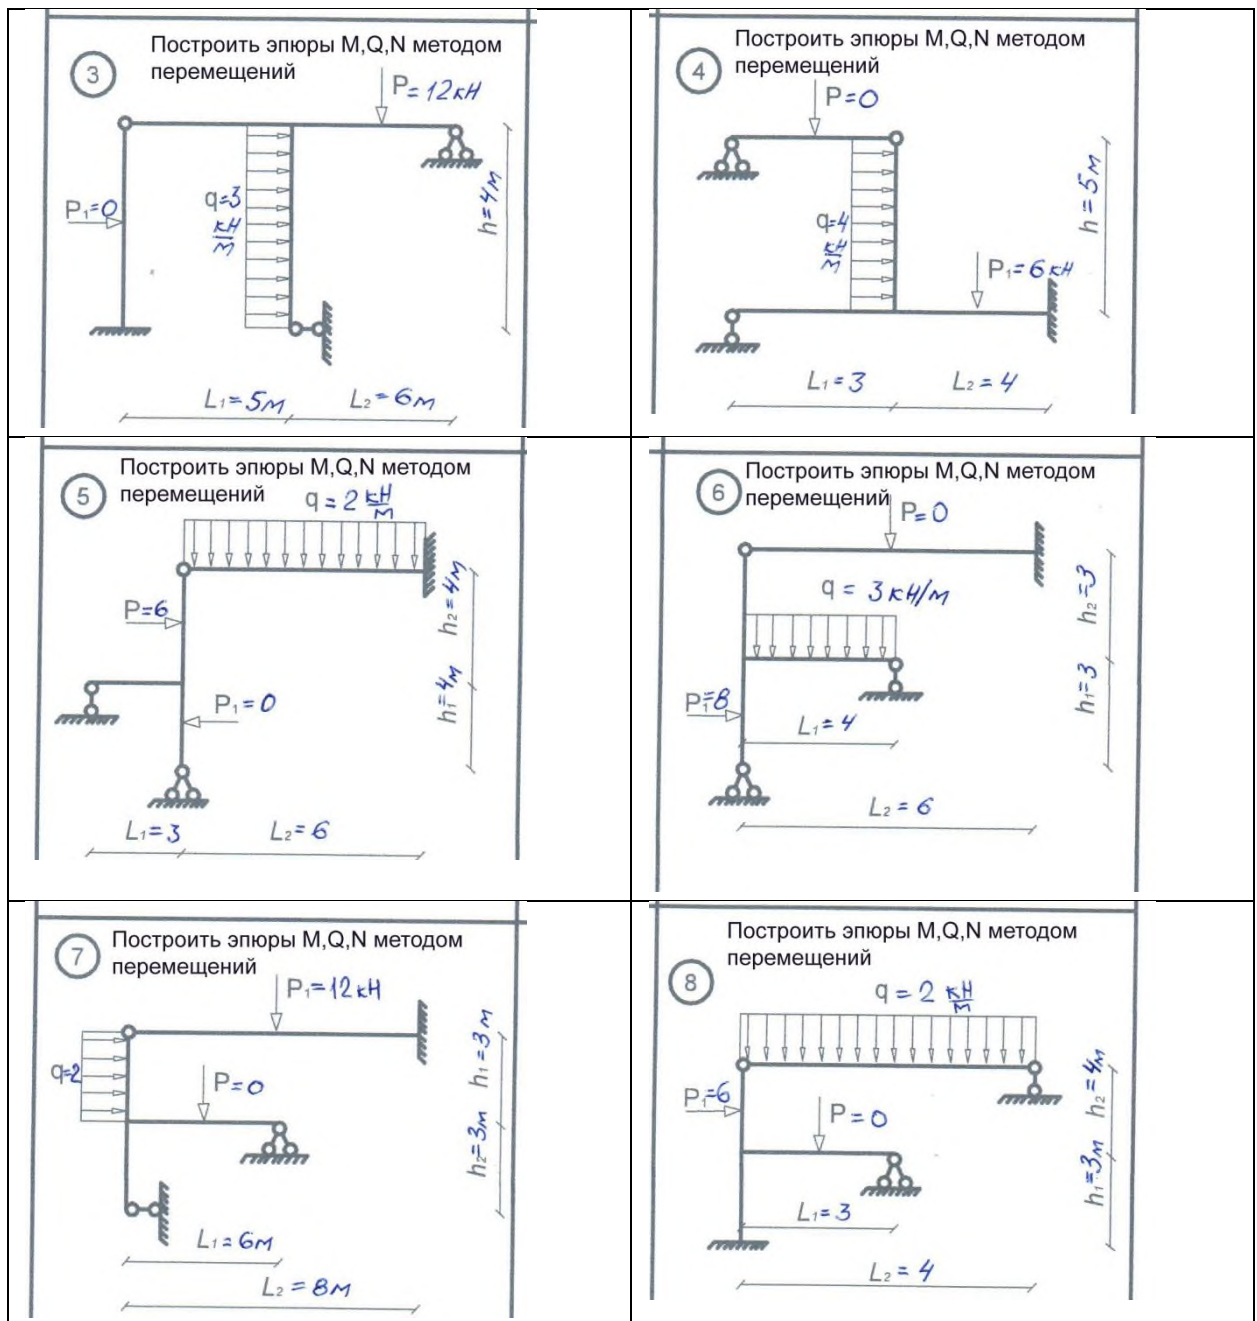 3
Построить эпюры M,Q,N методом
перемещений
P=12кН
P₁=0
q=3
кН
м
h=4м
L₁=5м
L₂=6м
4
Построить эпюры M,Q,N методом
перемещений
P=0
q=4
кН
м
P₁=6кН
h=5м
L₁=3
L₂=4
5
Построить эпюры M,Q,N методом
перемещений
q=2 кН
м
P=6
P₁=0
h₂=4м
h₁=4м
L₁=3
L₂=6
6
Построить эпюры M,Q,N методом
перемещений
P=0
q = 3 кН/м
P₁=8
h₂=3
h₁=3
L₁=4
L₂=6
7
Построить эпюры M,Q,N методом
перемещений
P₁=12кН
q=2
P=0
h₁=3м
h₂=3м
L₁=6м
L₂=8м
8
Построить эпюры M,Q,N методом
перемещений
q = 2 кН
м
P₁=6
P=0
h₂=4м
h₁=3м
L₁=3
L₂=4